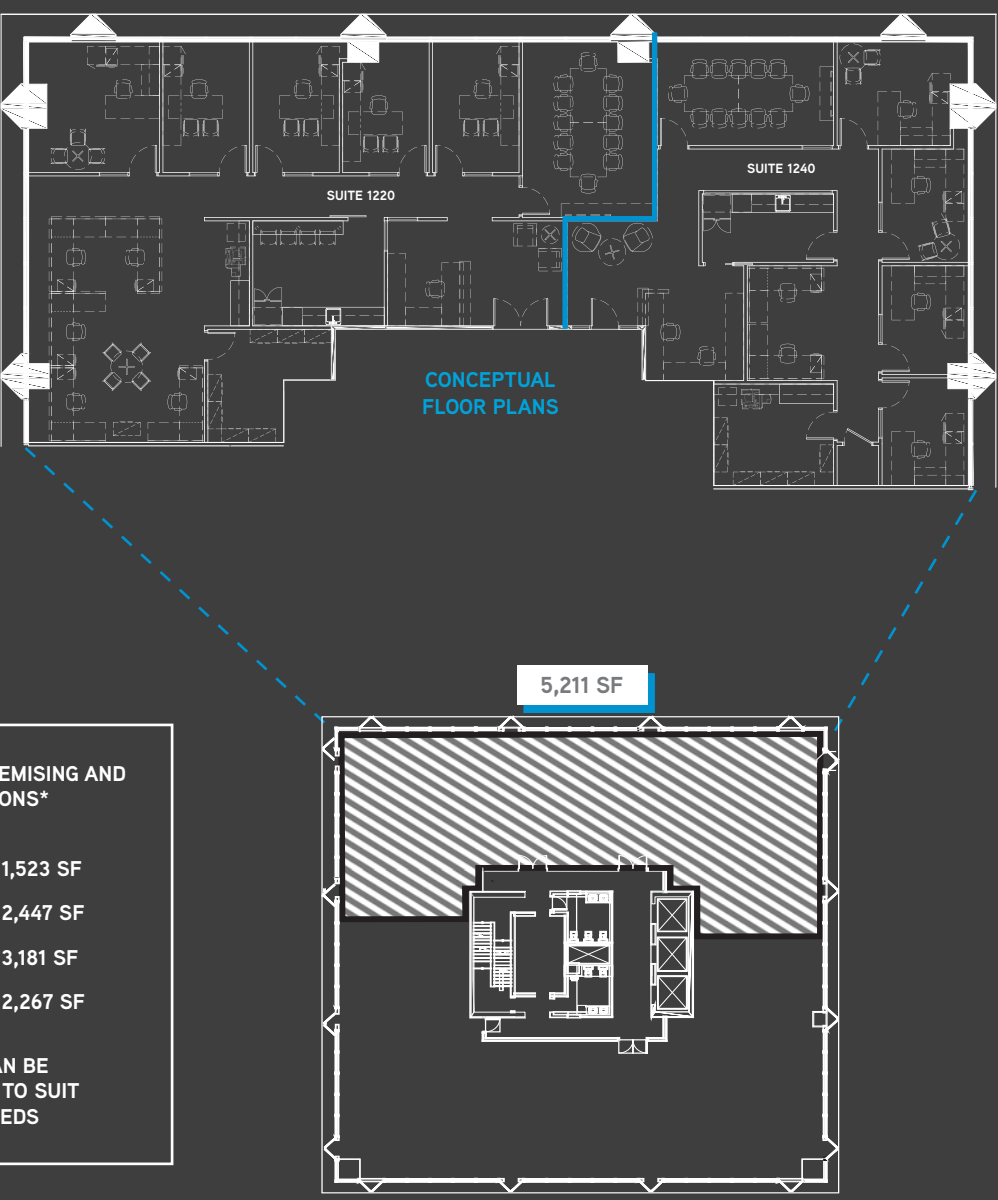 SUITE 1220
SUITE 1240
CONCEPTUAL
FLOOR PLANS
5,211 SF
EMISING AND
ONS*
1,523 SF
2,447 SF
3,181 SF
2,267 SF
AN BE
TO SUIT
EDS